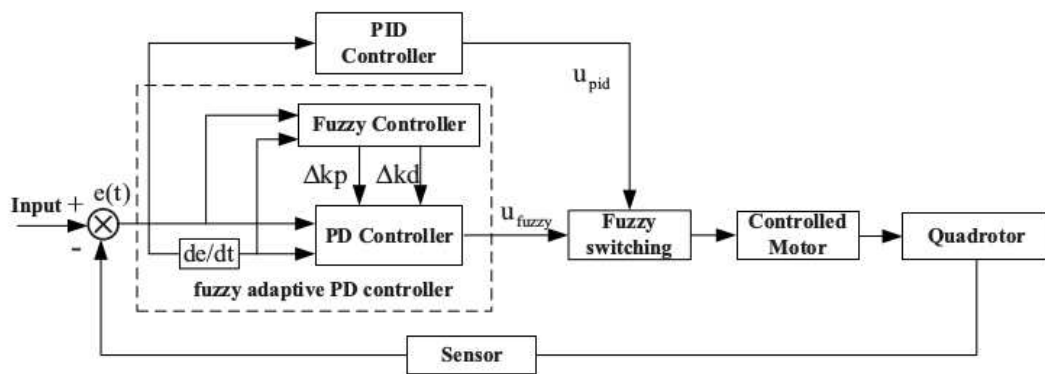 PID
Controller
u_pid
Fuzzy Controller
Δkp
Δkd
Input
+
e(t)
-
PD Controller
de/dt
fuzzy adaptive PD controller
u_fuzzy
Fuzzy
switching
Controlled
Motor
Quadrotor
Sensor